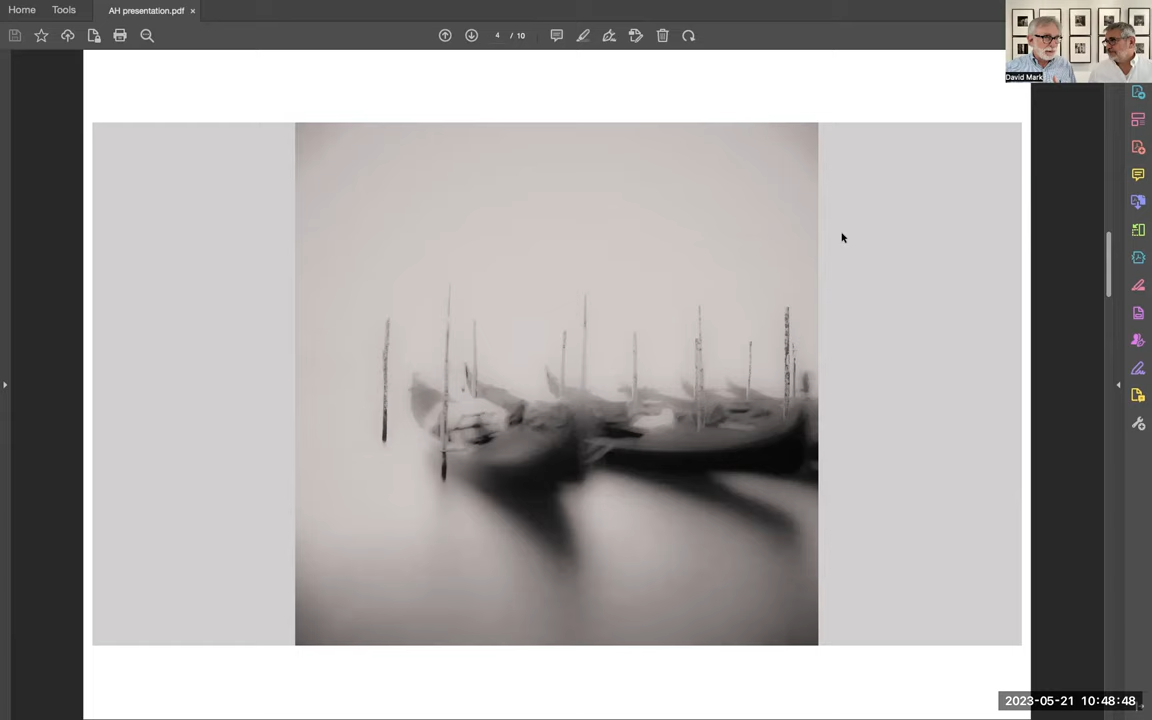 Home Tools AH presentation.pdf ×
4 / 10
David Mark
2023-05-21 10:48:48